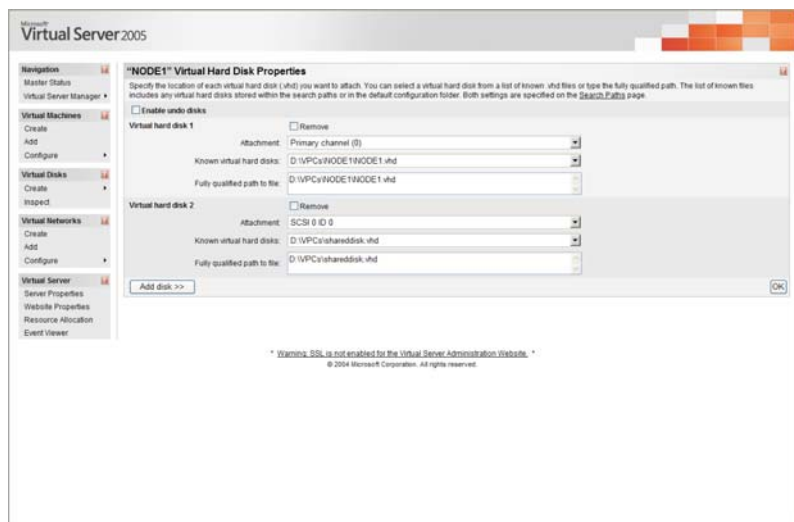 Microsoft
Virtual Server 2005
Navigation
Master Status
Virtual Server Manager
Virtual Machines
Create
Add
Configure
Virtual Disks
Create
Inspect
Virtual Networks
Create
Add
Configure
Virtual Server
Server Properties
Website Properties
Resource Allocation
Event Viewer
"NODE1" Virtual Hard Disk Properties
Specify the location of each virtual hard disk (.vhd) you want to attach. You can select a virtual hard disk from a list of known .vhd files or type the fully qualified path. The list of known files
includes any virtual hard disks stored within the search paths or in the default configuration folder. Both settings are specified on the Search Paths page.
Enable undo disks
Virtual hard disk 1
Remove
Attachment: Primary channel (0)
Known virtual hard disks: D:\VPCs\NODE1\NODE1.vhd
Fully qualified path to file: D:\VPCs\NODE1\NODE1.vhd
Virtual hard disk 2
Remove
Attachment: SCSI 0 ID 0
Known virtual hard disks: D:\VPCs\shareddisk.vhd
Fully qualified path to file: D:\VPCs\shareddisk.vhd
Add disk >>
OK
* Warning: SSL is not enabled for the Virtual Server Administration Website. *
© 2004 Microsoft Corporation. All rights reserved.